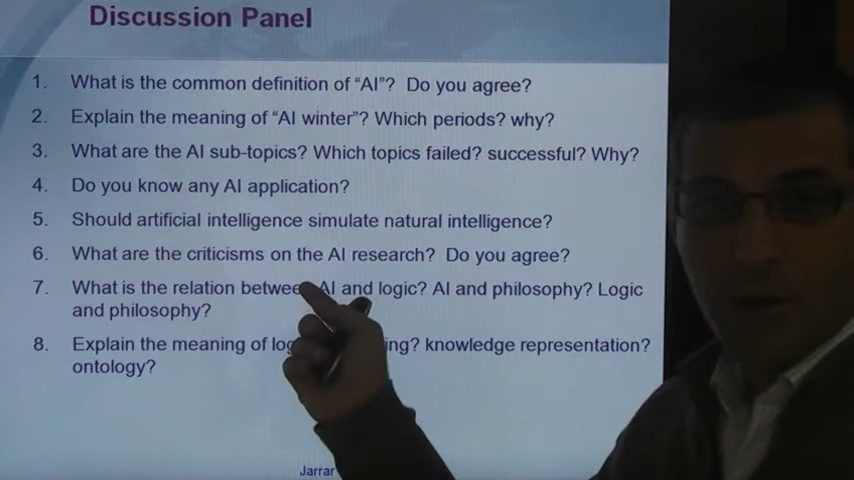 Discussion Panel
1. What is the common definition of “AI”? Do you agree?
2. Explain the meaning of “AI winter”? Which periods? why?
3. What are the AI sub-topics? Which topics failed? successful? Why?
4. Do you know any AI application?
5. Should artificial intelligence simulate natural intelligence?
6. What are the criticisms on the AI research? Do you agree?
7. What is the relation between AI and logic? AI and philosophy? Logic
and philosophy?
8. Explain the meaning of knowledge representation?
ontology?
Jarrar